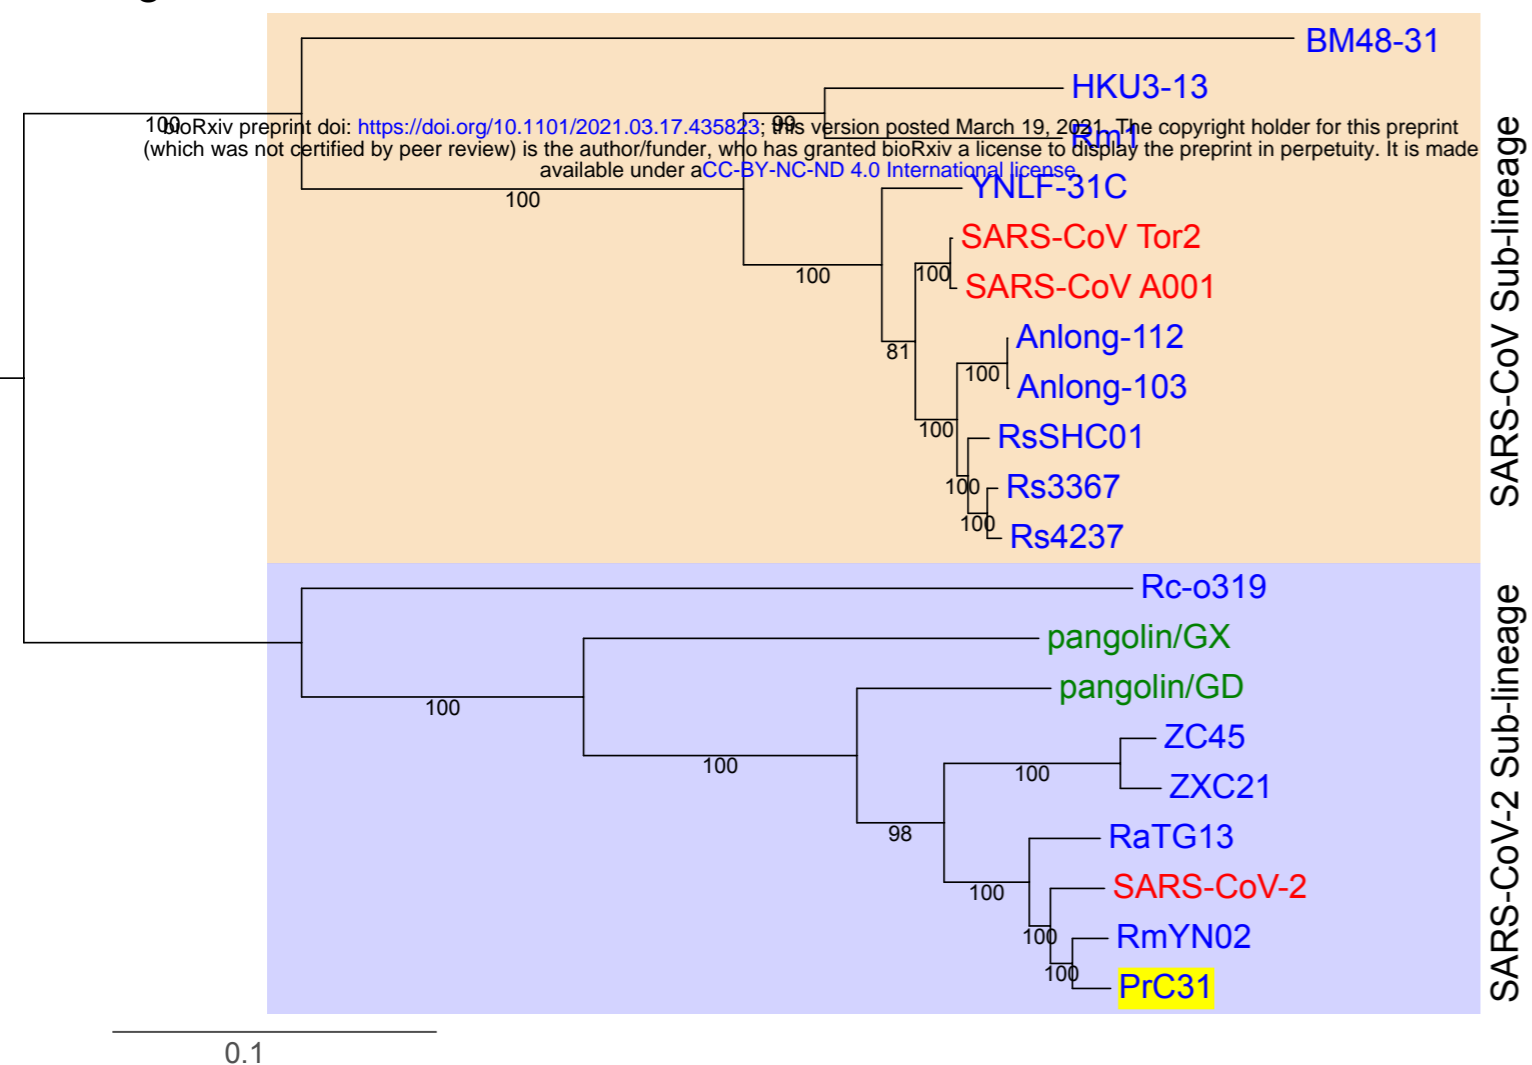 BM48-31
HKU3-13
100
99
bioRxiv preprint doi: https://doi.org/10.1101/2021.03.17.435823; this version posted March 19, 2021. The copyright holder for this preprint
Rm1
(which was not certified by peer review) is the author/funder, who has granted bioRxiv a license to display the preprint in perpetuity. It is made
available under aCC-BY-NC-ND 4.0 International license.
YNLF-31C
100
SARS-CoV Tor2
100
100
SARS-CoV A001
Anlong-112
81
100
Anlong-103
100
RsSHC01
100
Rs3367
100
Rs4237
SARS-CoV Sub-lineage
Rc-o319
pangolin/GX
100
pangolin/GD
ZC45
100
100
ZXC21
98
RaTG13
100
SARS-CoV-2
100
RmYN02
100
PrC31
SARS-CoV-2 Sub-lineage
0.1